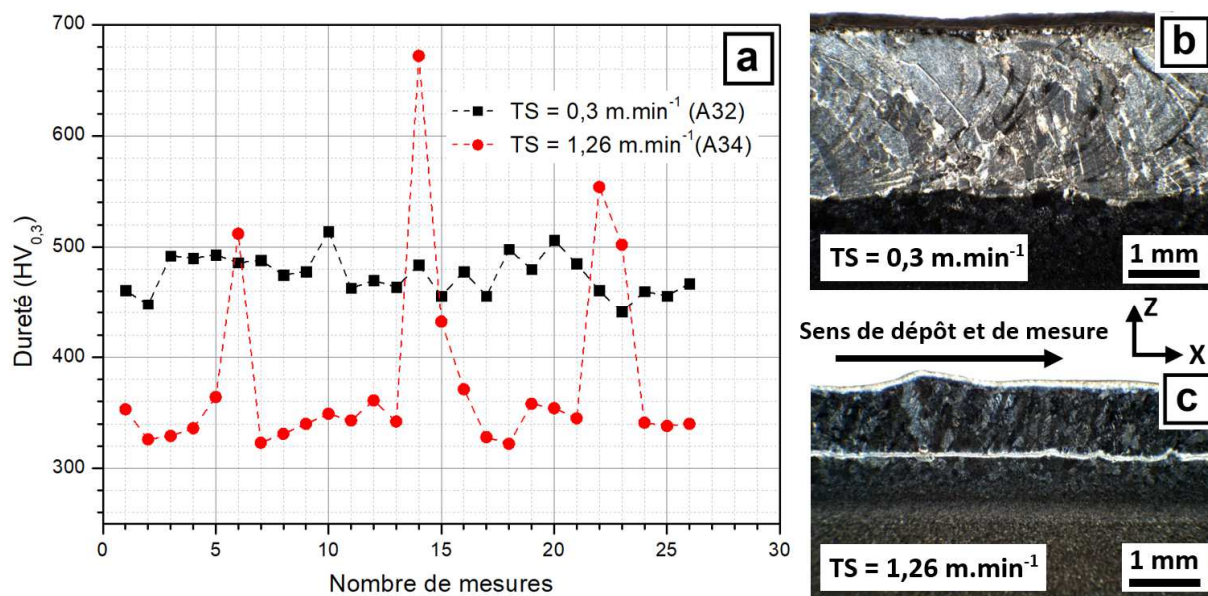 700
600
500
400
300
0
5
10
15
20
25
30
Dureté (HV0,3)
Nombre de mesures
a
TS = 0,3 m.min-1 (A32)
TS = 1,26 m.min-1(A34)
b
TS = 0,3 m.min-1
1 mm
Sens de dépôt et de mesure
Z
X
c
TS = 1,26 m.min-1
1 mm